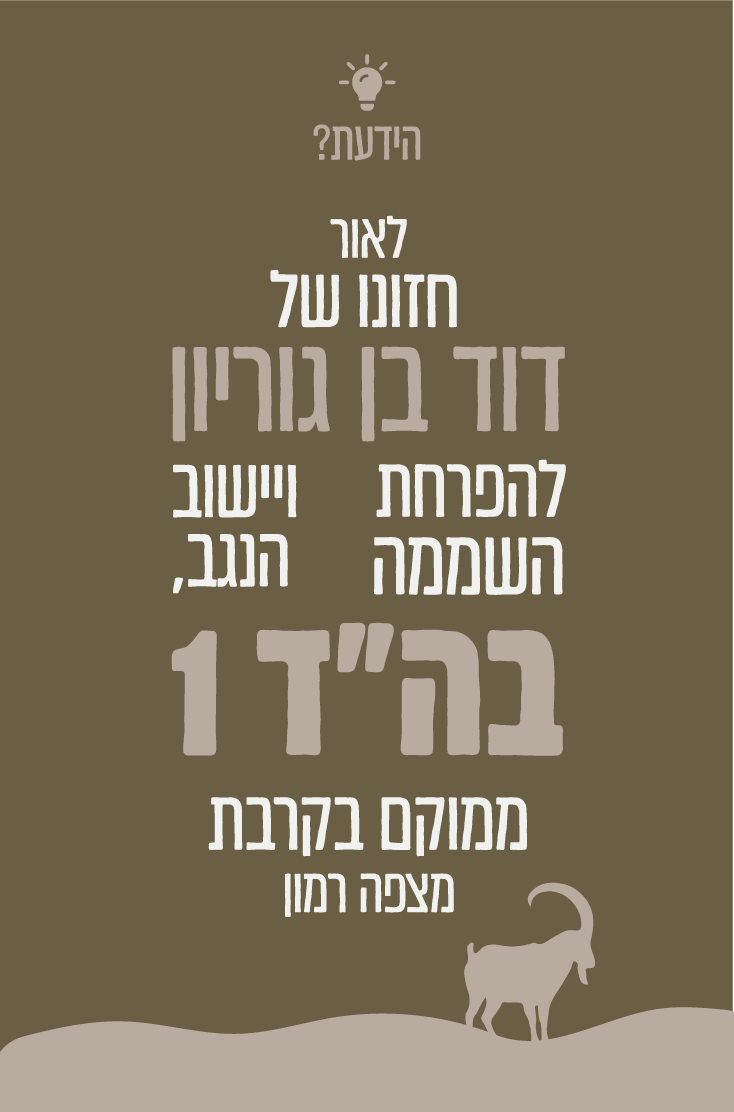 הידעת?
לאור
חזונו של
דוד בן גוריון
להפרחת ויישוב
השממה הנגב,
בה״ד 1
ממוקם בקרבת
מצפה רמון